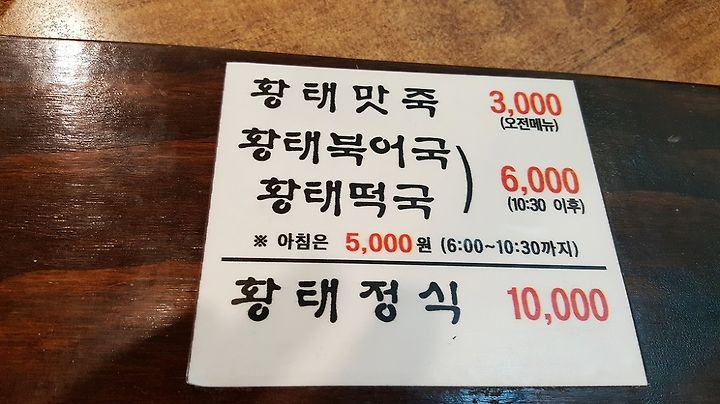 황태맛죽 3,000
(오전메뉴)
황태북어국
황태떡국
6,000
(10:30 이후)
※ 아침은 5,000원 (6:00~10:30까지)
황태정식 10,000